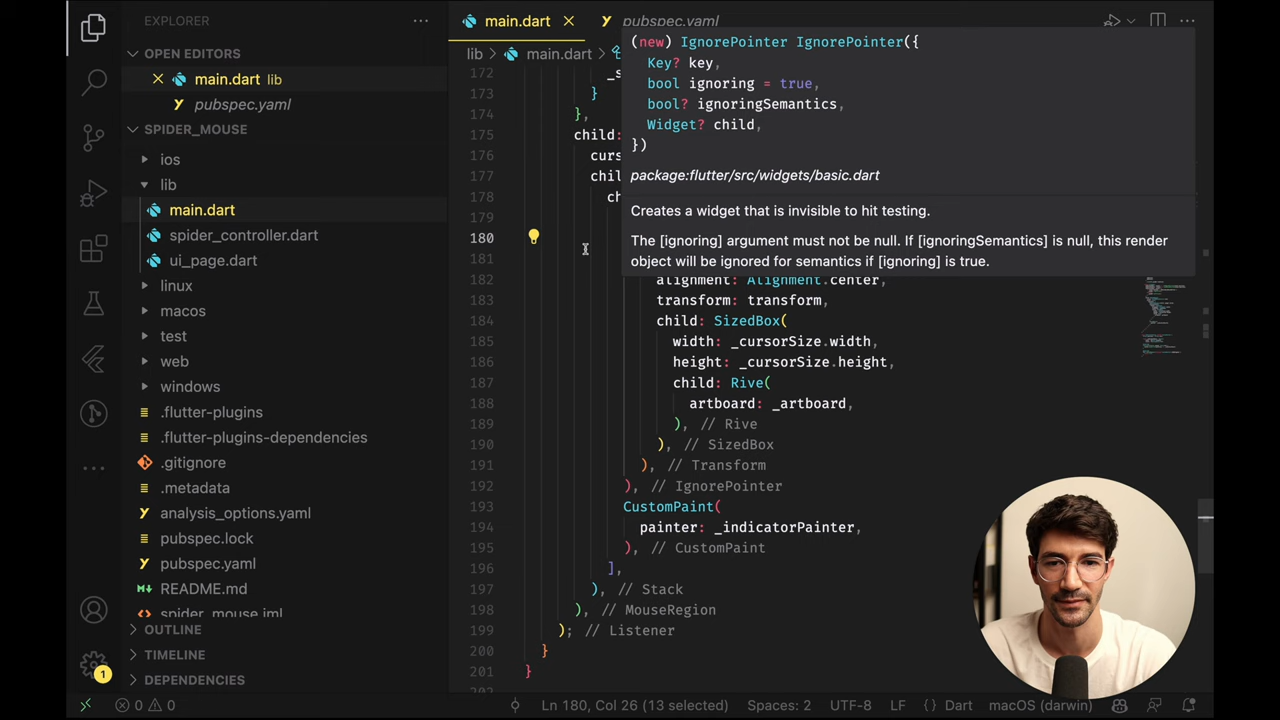 EXPLORER
OPEN EDITORS
main.dart lib
pubspec.yaml
SPIDER_MOUSE
ios
lib
main.dart
spider_controller.dart
ui_page.dart
linux
macos
test
web
windows
.flutter-plugins
.flutter-plugins-dependencies
.gitignore
.metadata
analysis_options.yaml
pubspec.lock
pubspec.yaml
README.md
spider_mouse.iml
OUTLINE
TIMELINE
DEPENDENCIES
1
main.dart
pubspec.yaml
lib > main.dart >
(new) IgnorePointer IgnorePointer({
Key? key,
bool ignoring = true,
bool? ignoringSemantics,
Widget? child,
})
package:flutter/src/widgets/basic.dart
Creates a widget that is invisible to hit testing.
The [ignoring] argument must not be null. If [ignoringSemantics] is null, this render
object will be ignored for semantics if [ignoring] is true.
172
173 }
174 },
175 child:
176
177
178
179
180
181
182 alignment: Alignment.center,
183 transform: transform,
184 child: SizedBox(
185 width: _cursorSize.width,
186 height: _cursorSize.height,
187 child: Rive(
188 artboard: _artboard,
189 ), // Rive
190 ), // SizedBox
191 ), // Transform
192 ), // IgnorePointer
193 CustomPaint(
194 painter: _indicatorPainter,
195 ), // CustomPaint
196 ],
197 ), // Stack
198 ), // MouseRegion
199 ); // Listener
200 }
201 }
0 0 Ln 180, Col 26 (13 selected) Spaces: 2 UTF-8 LF { } Dart macOS (darwin)